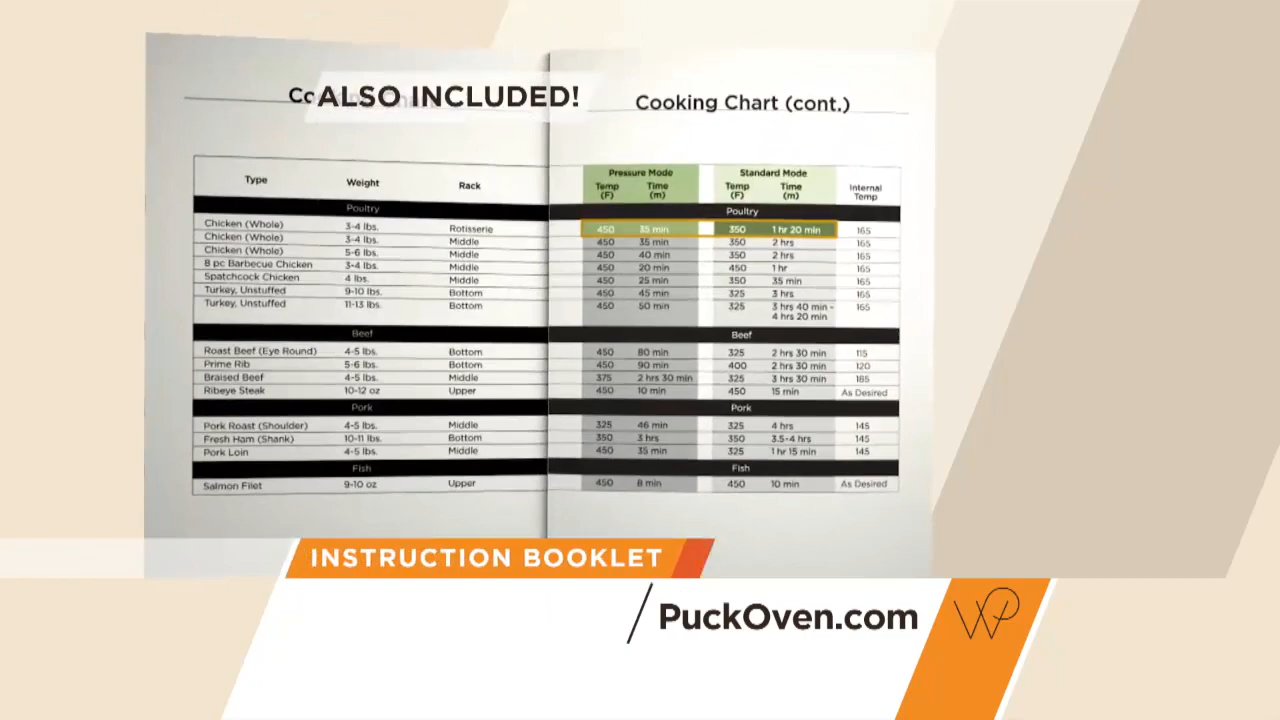 Co
ALSO INCLUDED!
Cooking Chart (cont.)
Type Weight Rack
Pressure Mode Standard Mode
Temp (F) Time (m) Temp (F) Time (m) Internal Temp
Poultry Poultry
Chicken (Whole) 3-4 lbs. Rotisserie 450 35 min 350 1 hr 20 min 165
Chicken (Whole) 3-4 lbs. Middle 450 35 min 350 2 hrs 165
Chicken (Whole) 5-6 lbs. Middle 450 40 min 350 2 hrs 165
8 pc Barbecue Chicken 3-4 lbs. Middle 450 20 min 450 1 hr 165
Spatchcock Chicken 4 lbs. Middle 450 25 min 350 35 min 165
Turkey, Unstuffed 9-10 lbs. Bottom 450 45 min 325 3 hrs 165
Turkey, Unstuffed 11-13 lbs. Bottom 450 50 min 325 3 hrs 40 min - 165
4 hrs 20 min
Beef Beef
Roast Beef (Eye Round) 4-5 lbs. Bottom 450 80 min 325 2 hrs 30 min 115
Prime Rib 5-6 lbs. Bottom 450 90 min 400 2 hrs 30 min 120
Braised Beef 4-5 lbs. Middle 375 2 hrs 30 min 325 3 hrs 30 min 185
Ribeye Steak 10-12 oz Upper 450 10 min 450 15 min As Desired
Pork Pork
Pork Roast (Shoulder) 4-5 lbs. Middle 325 46 min 325 4 hrs 145
Fresh Ham (Shank) 10-11 lbs. Bottom 350 3 hrs 350 3.5-4 hrs 145
Pork Loin 4-5 lbs. Middle 450 35 min 325 1 hr 15 min 145
Fish Fish
Salmon Filet 9-10 oz Upper 450 8 min 450 10 min As Desired
INSTRUCTION BOOKLET
PuckOven.com
WP